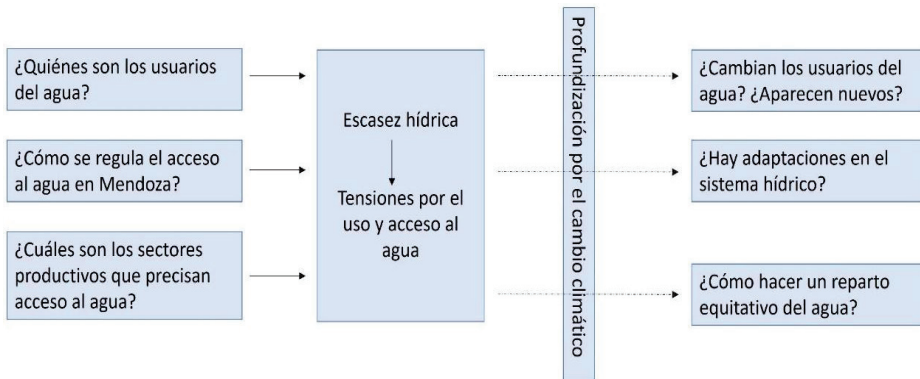 ¿Quiénes son los usuarios
del agua?
¿Cómo se regula el acceso
al agua en Mendoza?
¿Cuáles son los sectores
productivos que precisan
acceso al agua?
Escasez hídrica
Tensiones por el
uso y acceso al
agua
Profundización por el cambio climático
¿Cambian los usuarios del
agua? ¿Aparecen nuevos?
¿Hay adaptaciones en el
sistema hídrico?
¿Cómo hacer un reparto
equitativo del agua?